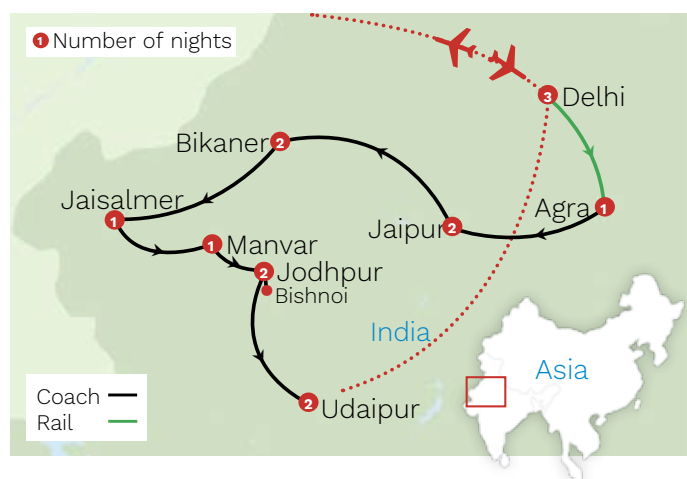 1 Number of nights
3 Delhi
Bikaner 2
Jaisalmer
1
Agra 1
Jaipur 2
1 Manvar
2 Jodhpur
Bishnoi
India
Asia
Coach
Rail
2 Udaipur